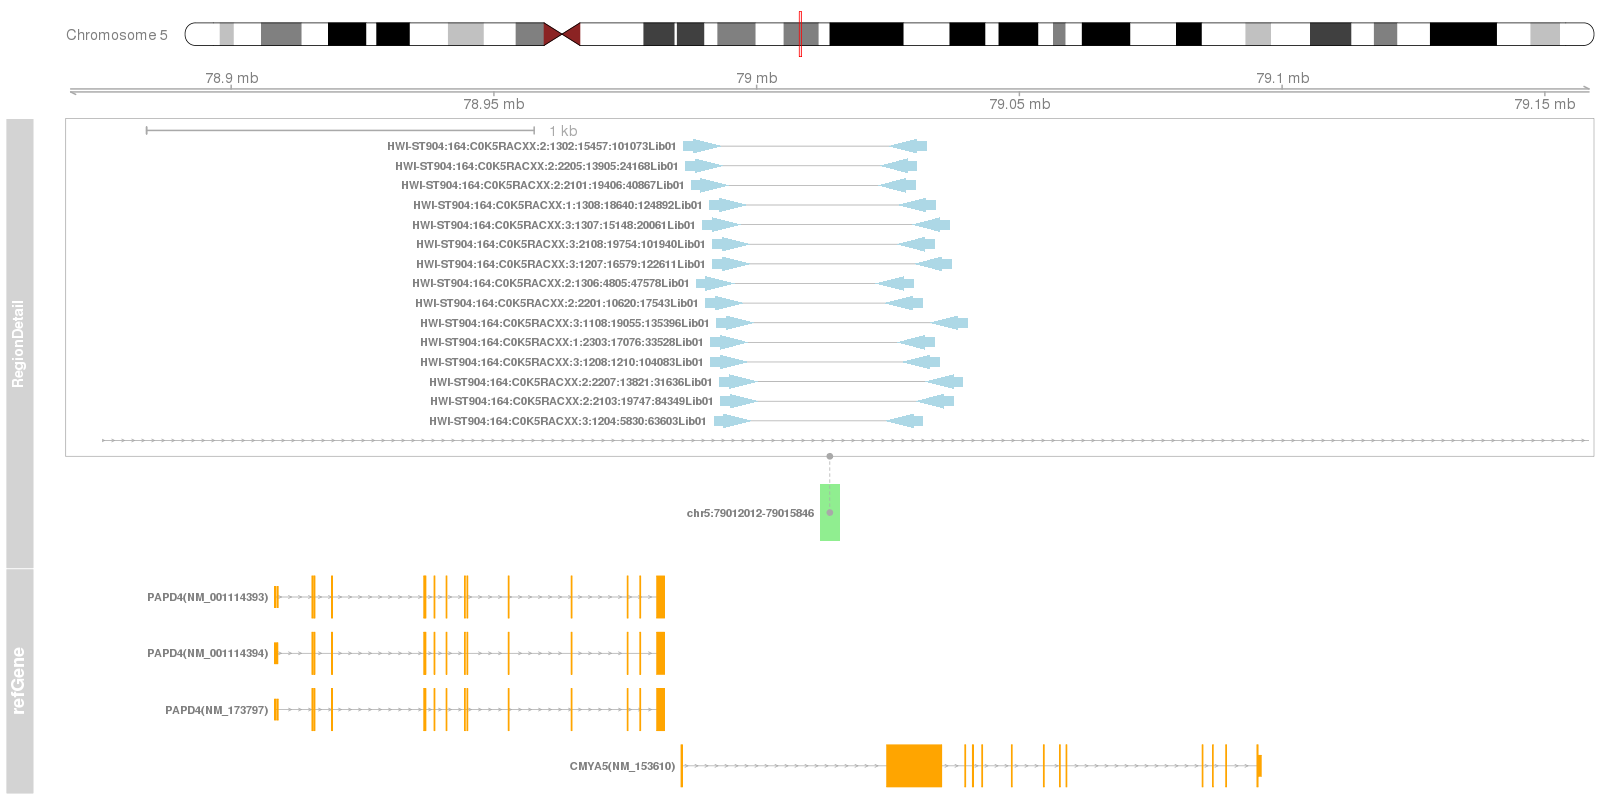 Chromosome 5
78.9 mb
79 mb
79.1 mb
78.95 mb
79.05 mb
79.15 mb
RegionDetail
1 kb
HWI-ST904:164:C0K5RACXX:2:1302:15457:101073Lib01
HWI-ST904:164:C0K5RACXX:2:2205:13905:24168Lib01
HWI-ST904:164:C0K5RACXX:2:2101:19406:40867Lib01
HWI-ST904:164:C0K5RACXX:1:1308:18640:124892Lib01
HWI-ST904:164:C0K5RACXX:3:1307:15148:20061Lib01
HWI-ST904:164:C0K5RACXX:3:2108:19754:101940Lib01
HWI-ST904:164:C0K5RACXX:3:1207:16579:122611Lib01
HWI-ST904:164:C0K5RACXX:2:1306:4805:47578Lib01
HWI-ST904:164:C0K5RACXX:2:2201:10620:17543Lib01
HWI-ST904:164:C0K5RACXX:3:1108:19055:135396Lib01
HWI-ST904:164:C0K5RACXX:1:2303:17076:33528Lib01
HWI-ST904:164:C0K5RACXX:3:1208:1210:104083Lib01
HWI-ST904:164:C0K5RACXX:2:2207:13821:31636Lib01
HWI-ST904:164:C0K5RACXX:2:2103:19747:84349Lib01
HWI-ST904:164:C0K5RACXX:3:1204:5830:63603Lib01
chr5:79012012-79015846
refGene
PAPD4(NM_001114393)
PAPD4(NM_001114394)
PAPD4(NM_173797)
CMYA5(NM_153610)